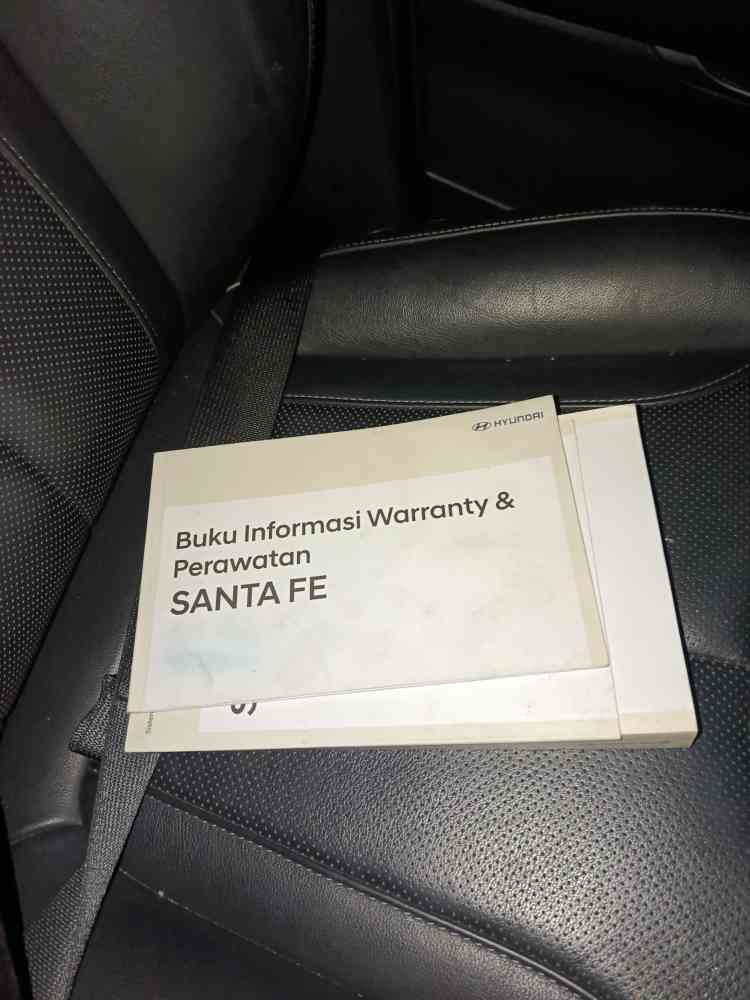 HYUNDAI
Buku Informasi Warranty &
Perawatan
SANTA FE